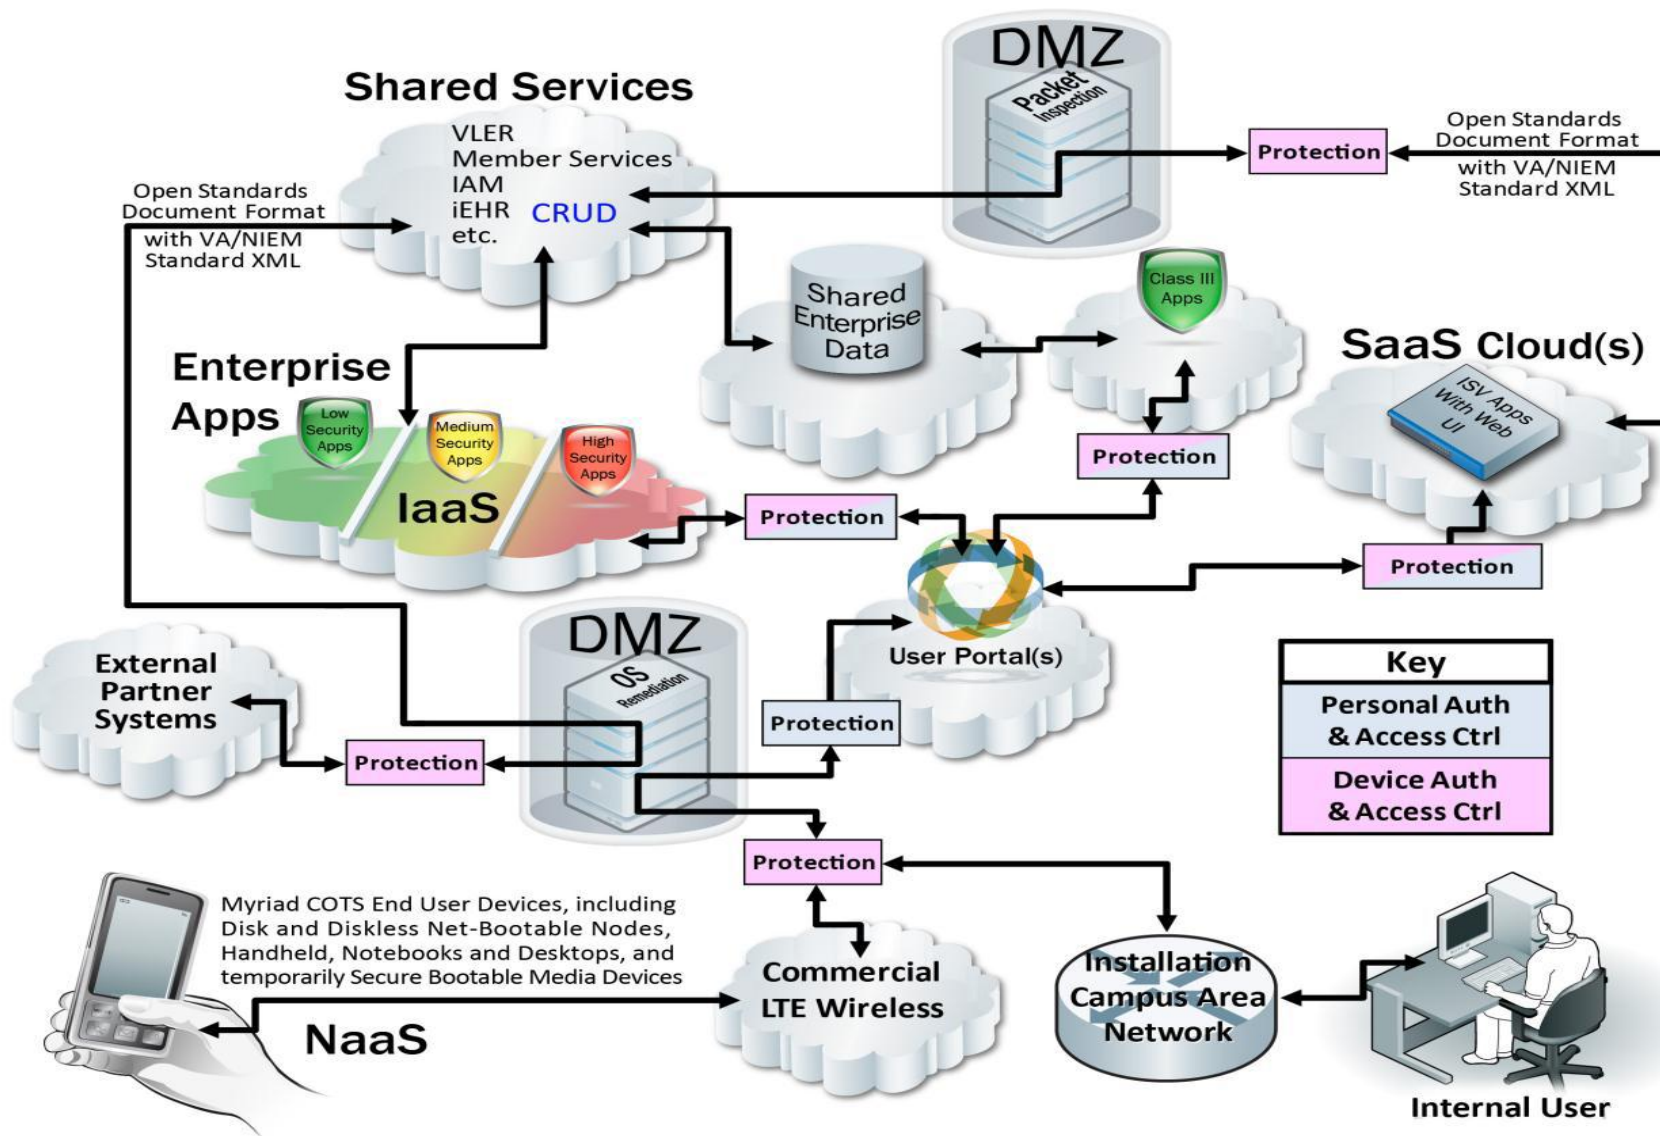 DMZ
Packet
Inspection
Shared Services
VLER
Member Services
IAM
iEHR
etc.
CRUD
Protection
Open Standards
Document Format
with VA/NIEM
Standard XML
Open Standards
Document Format
with VA/NIEM
Standard XML
Shared
Enterprise
Data
Class III
Apps
SaaS Cloud(s)
ISV Apps
With Web
UI
Enterprise
Apps
Low
Security
Apps
Medium
Security
Apps
High
Security
Apps
IaaS
Protection
Protection
Protection
User Portal(s)
DMZ
OS
Remediation
External
Partner
Systems
Protection
Protection
Key
Personal Auth
& Access Ctrl
Device Auth
& Access Ctrl
Protection
Myriad COTS End User Devices, including
Disk and Diskless Net-Bootable Nodes,
Handheld, Notebooks and Desktops, and
temporarily Secure Bootable Media Devices
NaaS
Commercial
LTE Wireless
Installation
Campus Area
Network
Internal User